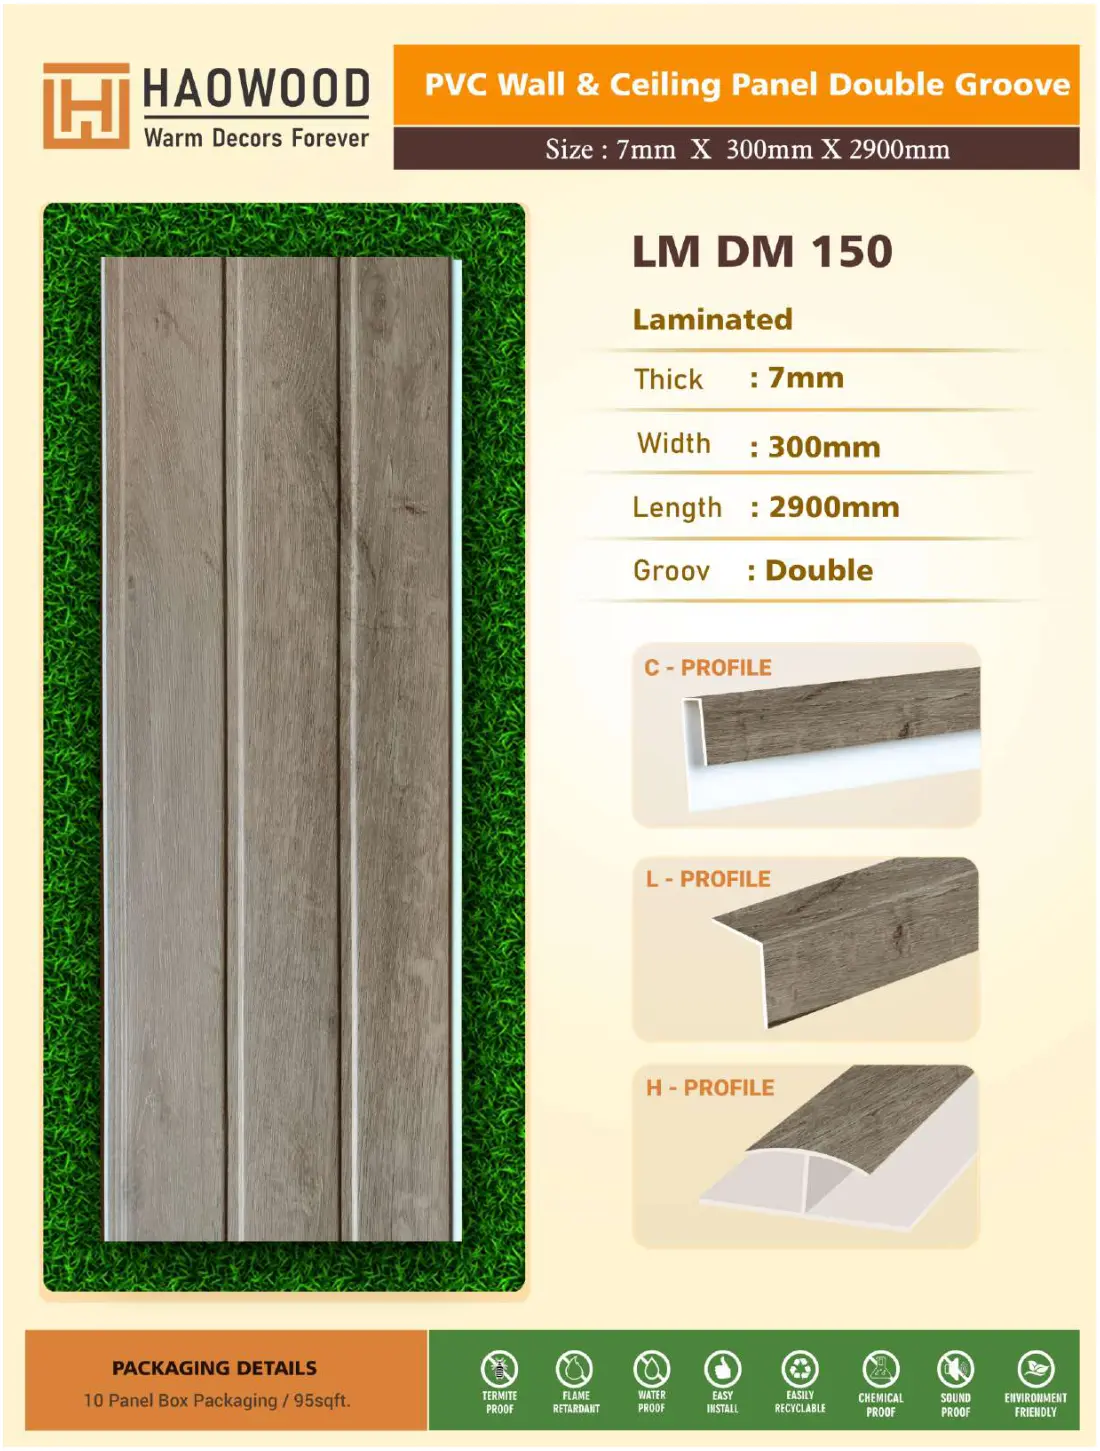 HAOWOOD
Warm Decors Forever
PVC Wall & Ceiling Panel Double Groove
Size : 7mm X 300mm X 2900mm
LM DM 150
Laminated
Thick : 7mm
Width : 300mm
Length : 2900mm
Groov : Double
C - PROFILE
L - PROFILE
H - PROFILE
PACKAGING DETAILS
10 Panel Box Packaging / 95sqft.
TERMITE
PROOF
FLAME
RETARDANT
WATER
PROOF
EASY
INSTALL
EASILY
RECYCLABLE
CHEMICAL
PROOF
SOUND
PROOF
ENVIRONMENT
FRIENDLY